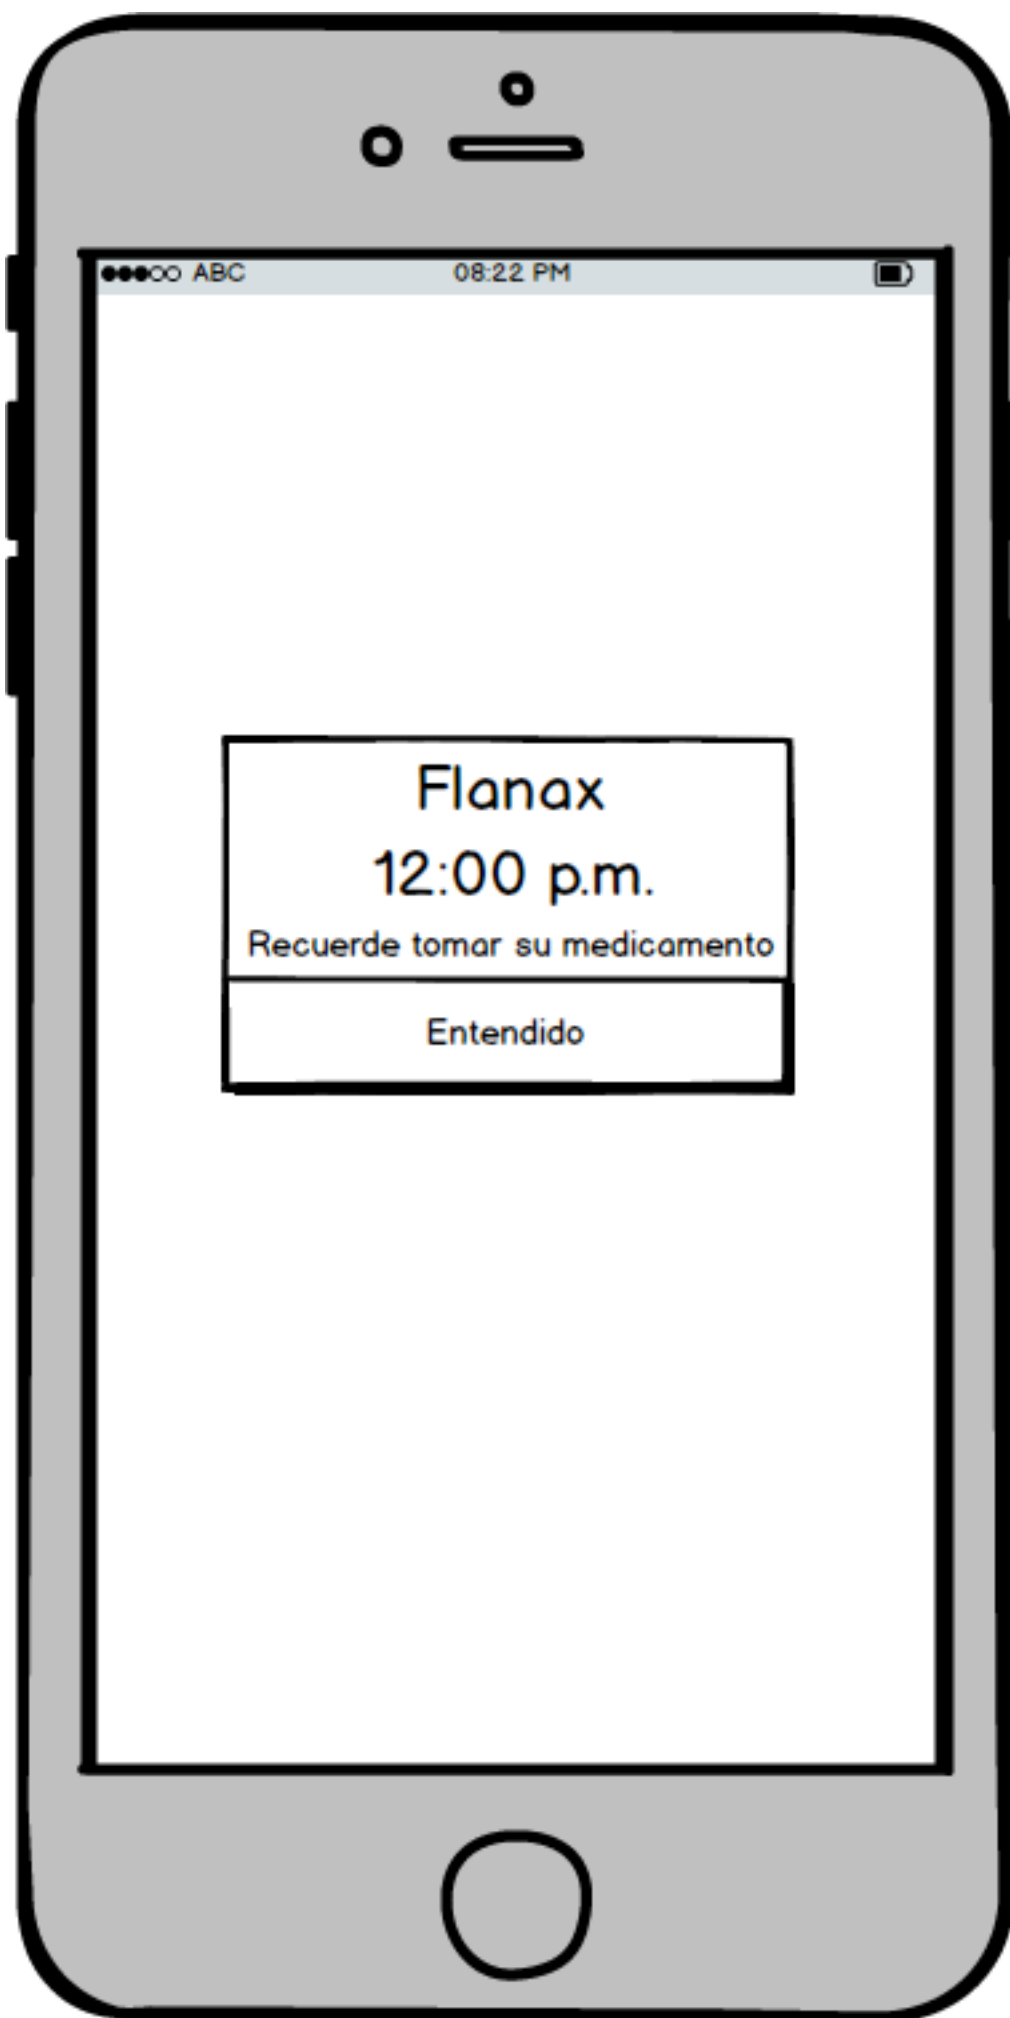 ABC 08:22 PM
Flanax
12:00 p.m.
Recuerde tomar su medicamento
Entendido